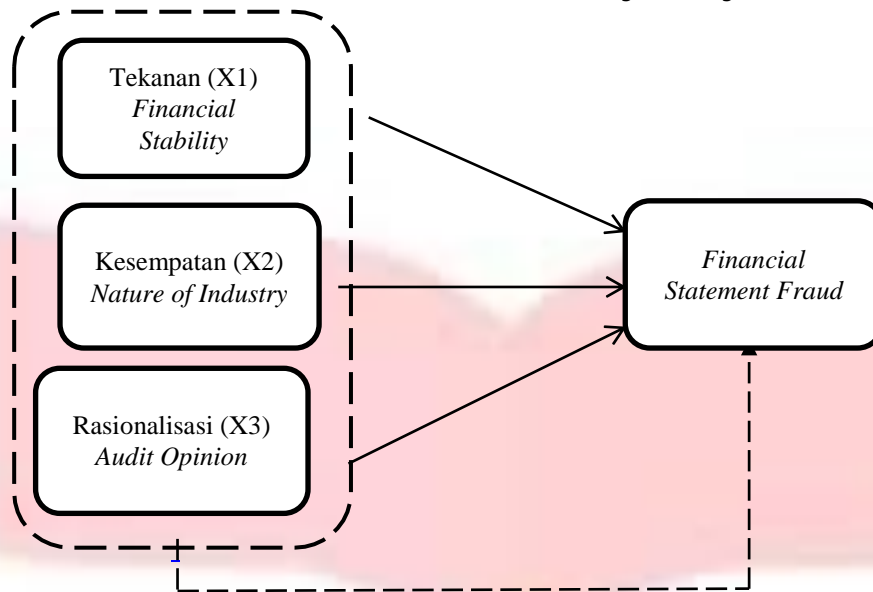 Tekanan (X1)
Financial
Stability
Kesempatan (X2)
Nature of Industry
Financial
Statement Fraud
Rasionalisasi (X3)
Audit Opinion